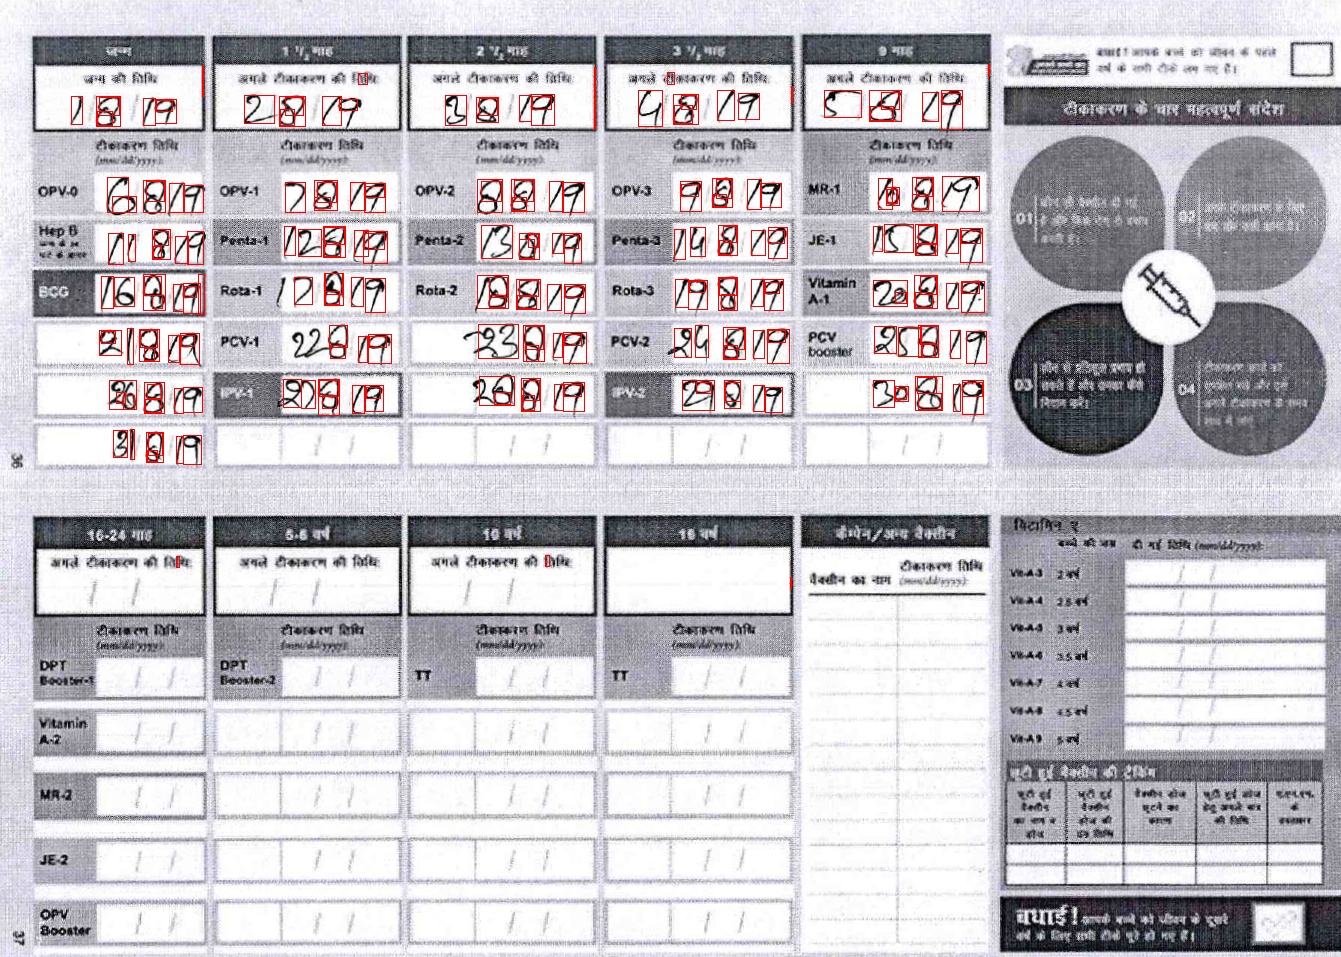 जन्म
जन्म की तिथि
1 8 19
टीकाकरण तिथि
(mm/dd/yyyy)
OPV-0 6 8 19
Hep B 11 8 19
BCG 16 8 19
21 8 19
26 8 19
31 8 19
1 1/2 माह
अगले टीकाकरण की तिथि:
2 8 19
टीकाकरण तिथि
(mm/dd/yyyy)
OPV-1 7 8 19
Penta-1 12 8 19
Rota-1 17 8 19
PCV-1 22 8 19
IPV-1 27 8 19
2 1/2 माह
अगले टीकाकरण की तिथि:
3 8 19
टीकाकरण तिथि
(mm/dd/yyyy)
OPV-2 8 8 19
Penta-2 13 8 19
Rota-2 18 8 19
23 8 19
28 8 19
3 1/2 माह
अगले टीकाकरण की तिथि:
4 8 19
टीकाकरण तिथि
(mm/dd/yyyy)
OPV-3 9 8 19
Penta-3 14 8 19
Rota-3 19 8 19
PCV-2 24 8 19
IPV-2 29 8 19
9 माह
अगले टीकाकरण की तिथि:
5 8 19
टीकाकरण तिथि
(mm/dd/yyyy)
MR-1 10 8 19
JE-1 15 8 19
Vitamin A-1 20 8 19
PCV booster 25 8 19
30 8 19
बधाई! आपके बच्चे को जीवन के पहले
वर्ष के सभी टीके लग गए हैं।
टीकाकरण के चार महत्वपूर्ण संदेश
01
02
03
04
36
16-24 माह
अगले टीकाकरण की तिथि:
टीकाकरण तिथि
(mm/dd/yyyy)
DPT Booster-1
Vitamin A-2
MR-2
JE-2
OPV Booster
5-6 वर्ष
अगले टीकाकरण की तिथि:
टीकाकरण तिथि
(mm/dd/yyyy)
DPT Booster-2
10 वर्ष
अगले टीकाकरण की तिथि:
टीकाकरण तिथि
(mm/dd/yyyy)
TT
16 वर्ष
टीकाकरण तिथि
(mm/dd/yyyy)
TT
कैम्पेन/अन्य वैक्सीन
वैक्सीन का नाम
टीकाकरण तिथि
(mm/dd/yyyy)
विटामिन ए
बच्चे की उम्र दी गई तिथि (mm/dd/yyyy)
Vit-A-3 2 वर्ष
Vit-A-4 2.5 वर्ष
Vit-A-5 3 वर्ष
Vit-A-6 3.5 वर्ष
Vit-A-7 4 वर्ष
Vit-A-8 4.5 वर्ष
Vit-A 9 5 वर्ष
छूटी हुई वैक्सीन की ट्रैकिंग
छूटी हुई वैक्सीन का नाम व डोज
छूटी हुई वैक्सीन डोज की तिथि
वैक्सीन डोज छूटने का कारण
छूटी हुई डोज हेतु अगले सत्र की तिथि
ए.एन.एम. के हस्ताक्षर
बधाई! आपके बच्चे को जीवन के दूसरे
वर्ष के लिए सभी टीके पूरे हो गए हैं।
37